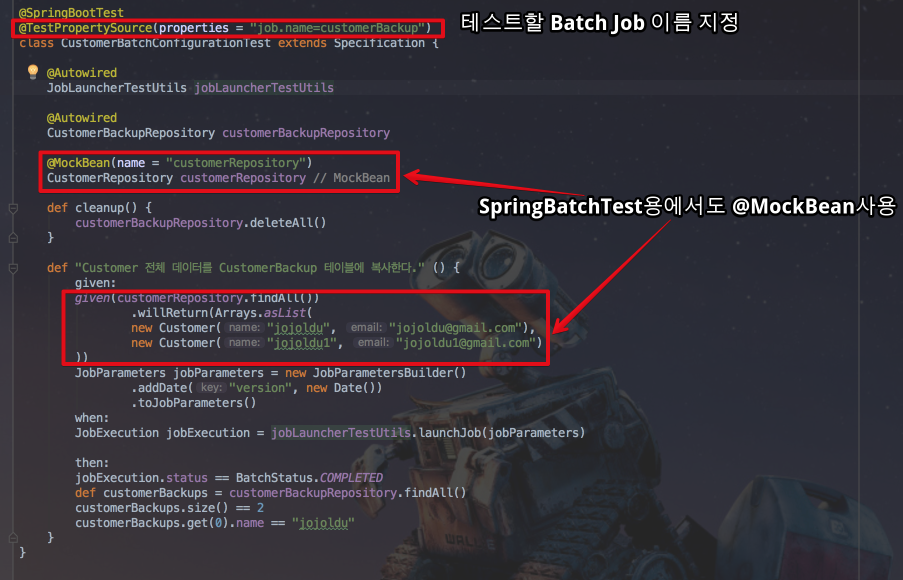 @SpringBootTest
@TestPropertySource(properties = "job.name=customerBackup")
테스트할 Batch Job 이름 지정
class CustomerBatchConfigurationTest extends Specification {
@Autowired
JobLauncherTestUtils jobLauncherTestUtils
@Autowired
CustomerBackupRepository customerBackupRepository
@MockBean(name = "customerRepository")
CustomerRepository customerRepository // MockBean
SpringBatchTest용에서도 @MockBean사용
def cleanup() {
customerBackupRepository.deleteAll()
}
def "Customer 전체 데이터를 CustomerBackup 테이블에 복사한다." () {
given:
given(customerRepository.findAll())
.willReturn(Arrays.asList(
new Customer( name: "jojoldu", email: "jojoldu@gmail.com"),
new Customer( name: "jojoldu1", email: "jojoldu1@gmail.com")
))
JobParameters jobParameters = new JobParametersBuilder()
.addDate( key: "version", new Date())
.toJobParameters()
when:
JobExecution jobExecution = jobLauncherTestUtils.launchJob(jobParameters)
then:
jobExecution.status == BatchStatus.COMPLETED
def customerBackups = customerBackupRepository.findAll()
customerBackups.size() == 2
customerBackups.get(0).name == "jojoldu"
}
}